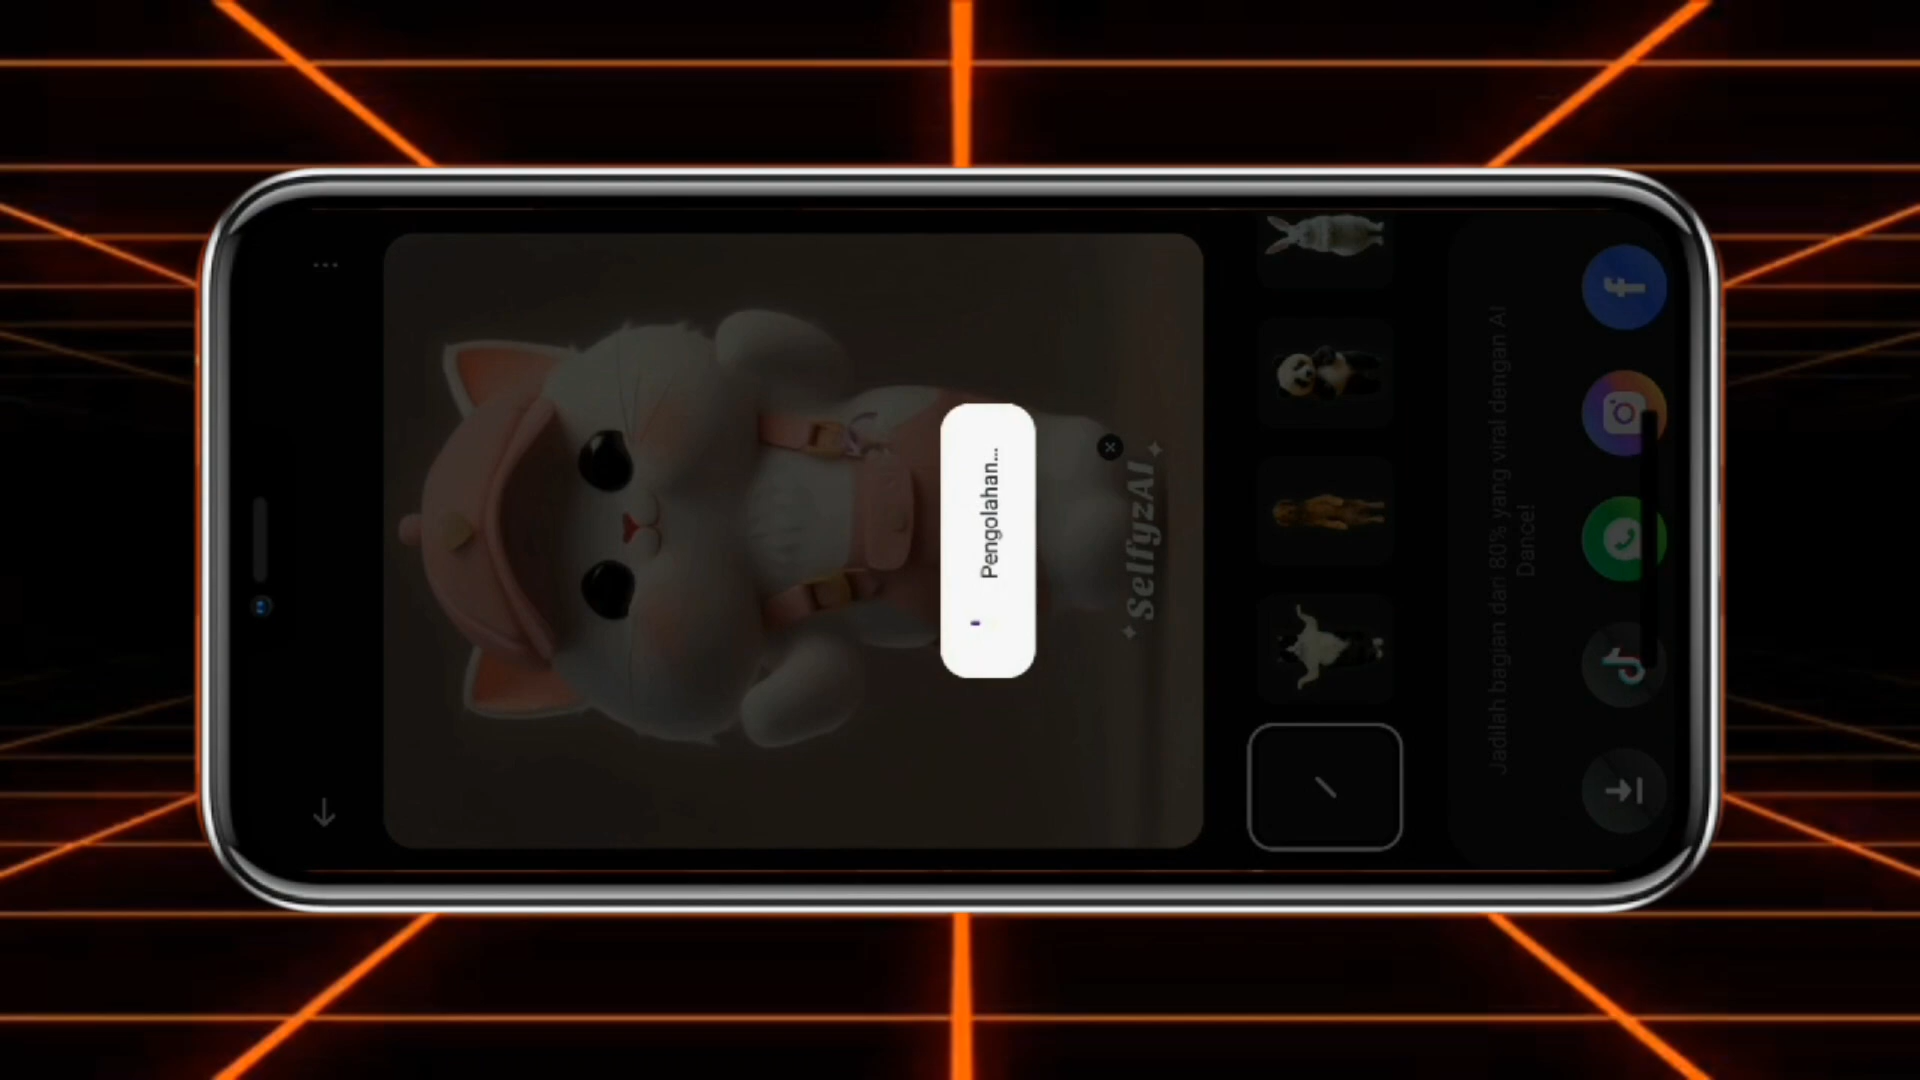 SelfyzAI
Pengolahan...
Jadilah bagian dari 80% yang viral dengan AI
Dance!